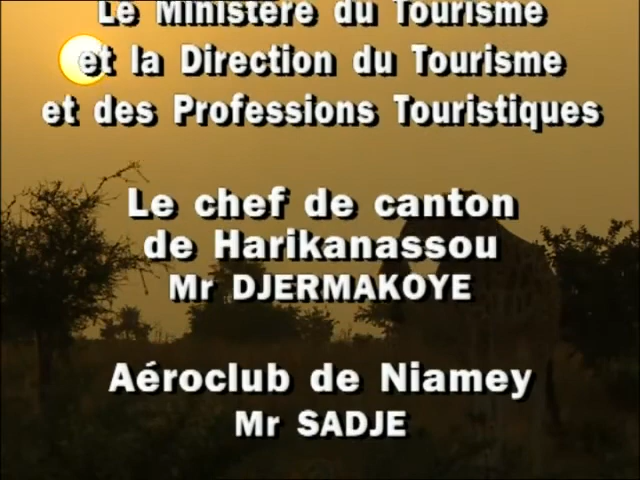 Le Ministère du Tourisme
et la Direction du Tourisme
et des Professions Touristiques
Le chef de canton
de Harikanassou
Mr DJERMAKOYE
Aéroclub de Niamey
Mr SADJE